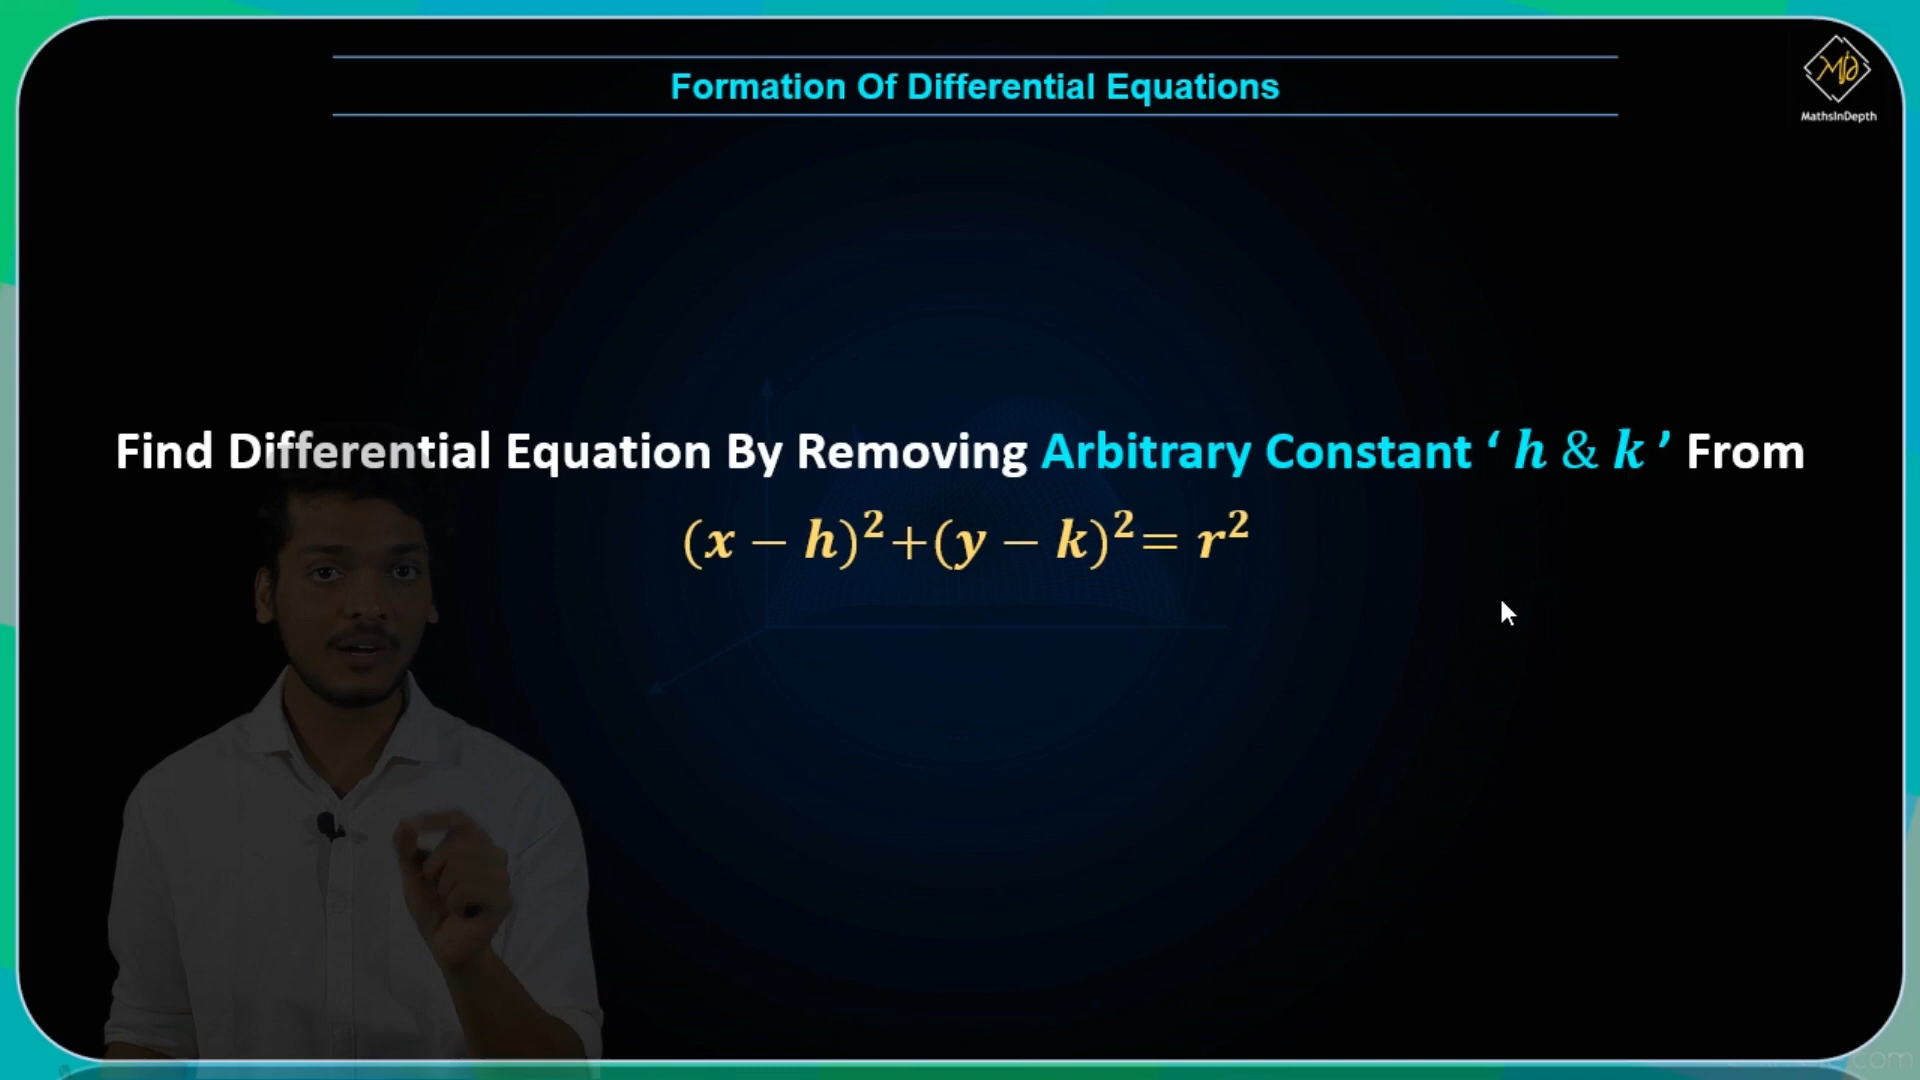 Formation Of Differential Equations
MathsInDepth
Find Differential Equation By Removing Arbitrary Constant ‘ h & k ’ From
(x − h)²+(y − k)²= r²